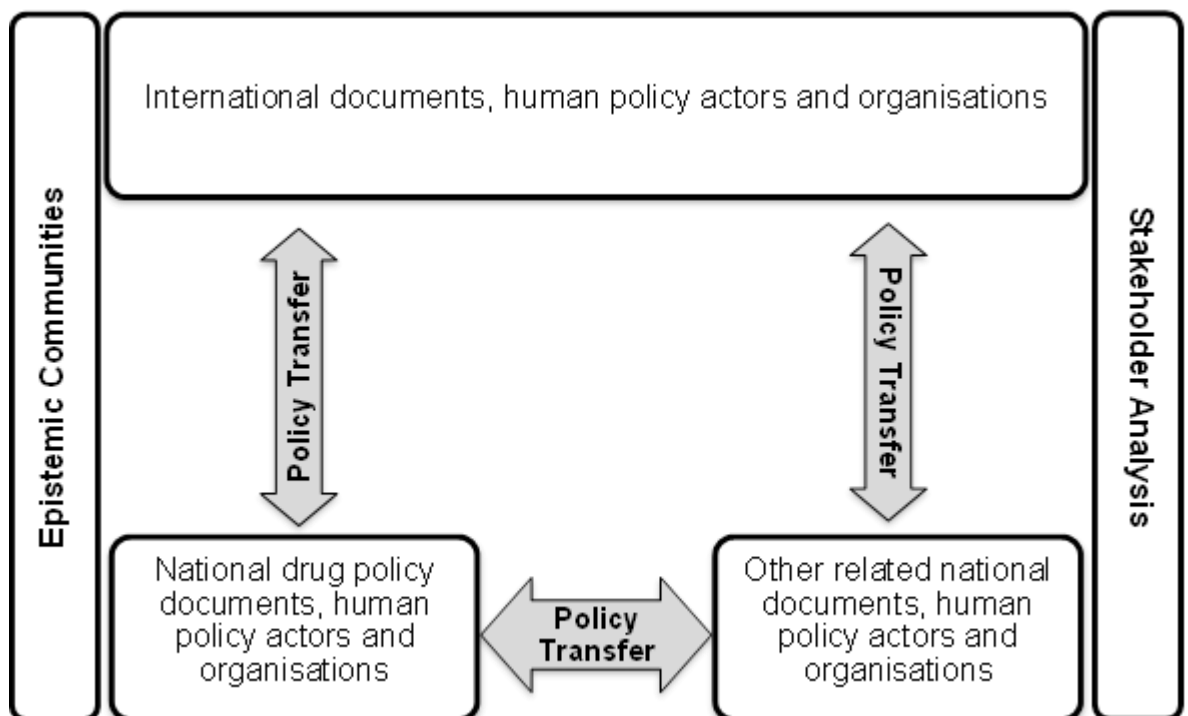 Epistemic Communities
International documents, human policy actors and organisations
Stakeholder Analysis
Policy Transfer
Policy Transfer
National drug policy
documents, human
policy actors and
organisations
Policy
Transfer
Other related national
documents, human
policy actors and
organisations